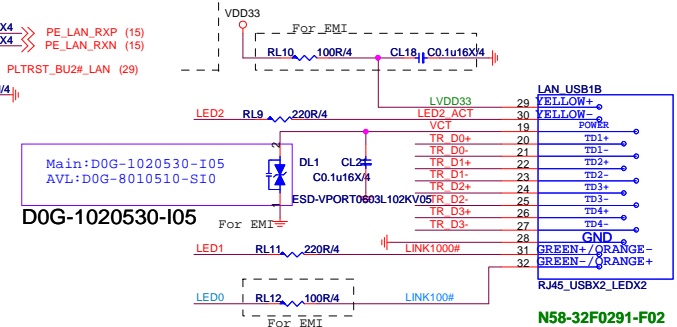 X4 PE_LAN_RXP (15)
X4 PE_LAN_RXN (15)
PLTRST_BU2#_LAN (29)
/4
VDD33
For EMI
RL10 100R/4 CL18 C0.1u16X/4
LAN_USB1B
LVDD33 29 YELLOW+
LED2 RL9 220R/4 LED2_ACT 30 YELLOW-
VCT 19 POWER
TR_D0+ 20 TD1+
TR_D0- 21 TD1-
TR_D1+ 22 TD2+
TR_D1- 23 TD2-
TR_D2+ 24 TD3+
TR_D2- 25 TD3-
TR_D3+ 26 TD4+
TR_D3- 27 TD4-
28 GND
2
Main:D0G-1020530-I05
AVL:D0G-8010510-SI0
DL1 CL2
C0.1u16X/4
ESD-VPORT0603L102KV05
1
D0G-1020530-I05
For EMI
LED1 RL11 220R/4 LINK1000# 31 GREEN+/ORANGE-
32 GREEN-/ORANGE+
RJ45_USBX2_LEDX2
LED0 RL12 100R/4 LINK100#
For EMI
N58-32F0291-F02